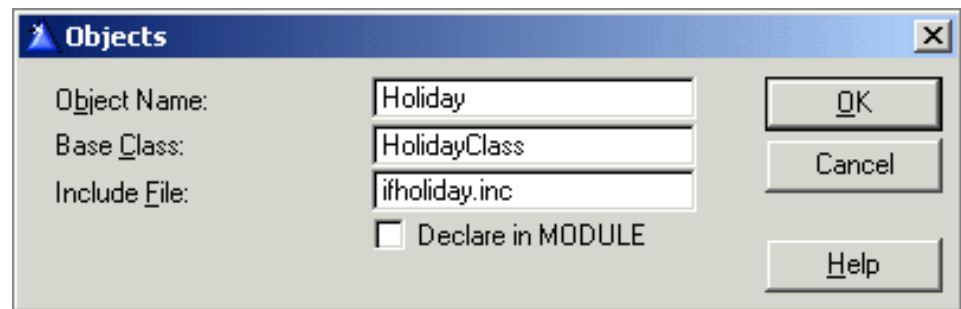 Objects
Object Name: Holiday OK
Base Class: HolidayClass Cancel
Include File: ifholiday.inc
Declare in MODULE
Help